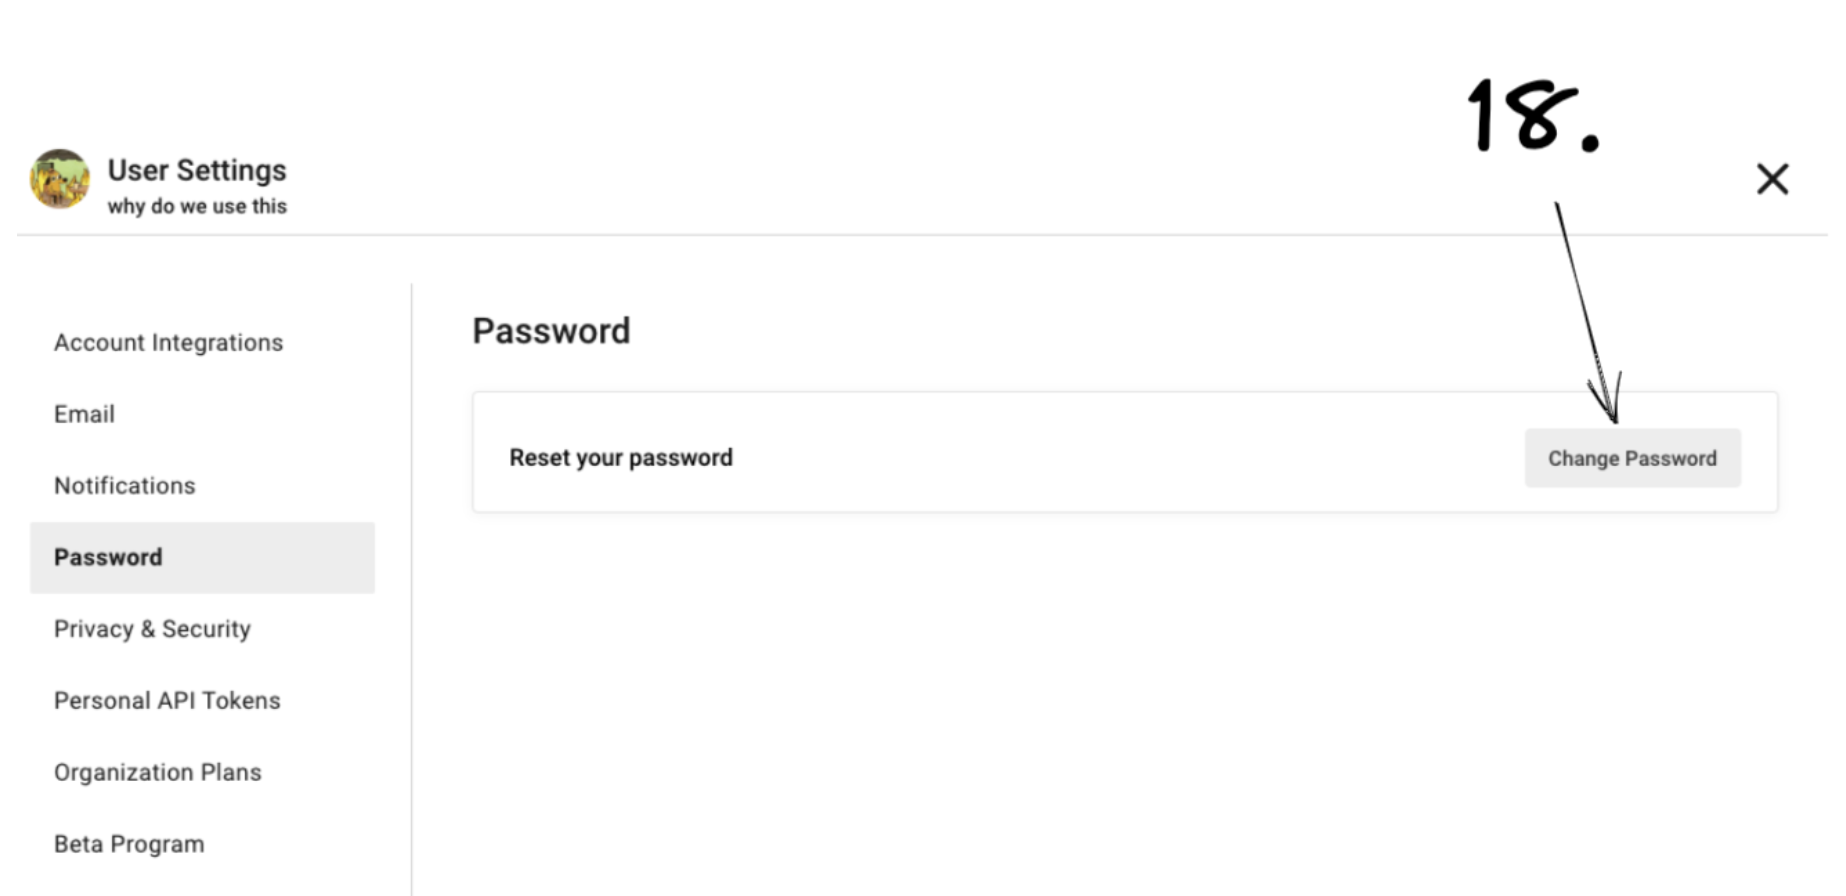 18.
User Settings
why do we use this
Account Integrations
Email
Notifications
Password
Privacy & Security
Personal API Tokens
Organization Plans
Beta Program
Password
Reset your password
Change Password